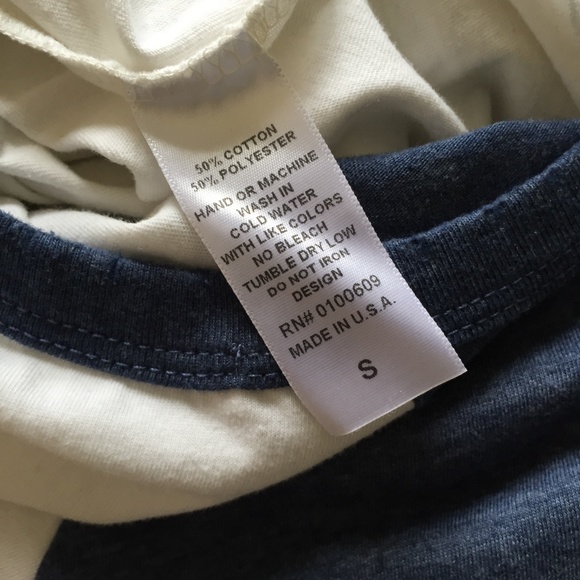 50% COTTON
50% POLYESTER
HAND OR MACHINE
WASH IN
COLD WATER
WITH LIKE COLORS
NO BLEACH
TUMBLE DRY LOW
DO NOT IRON
DESIGN
RN# 0100609
MADE IN U.S.A.
S